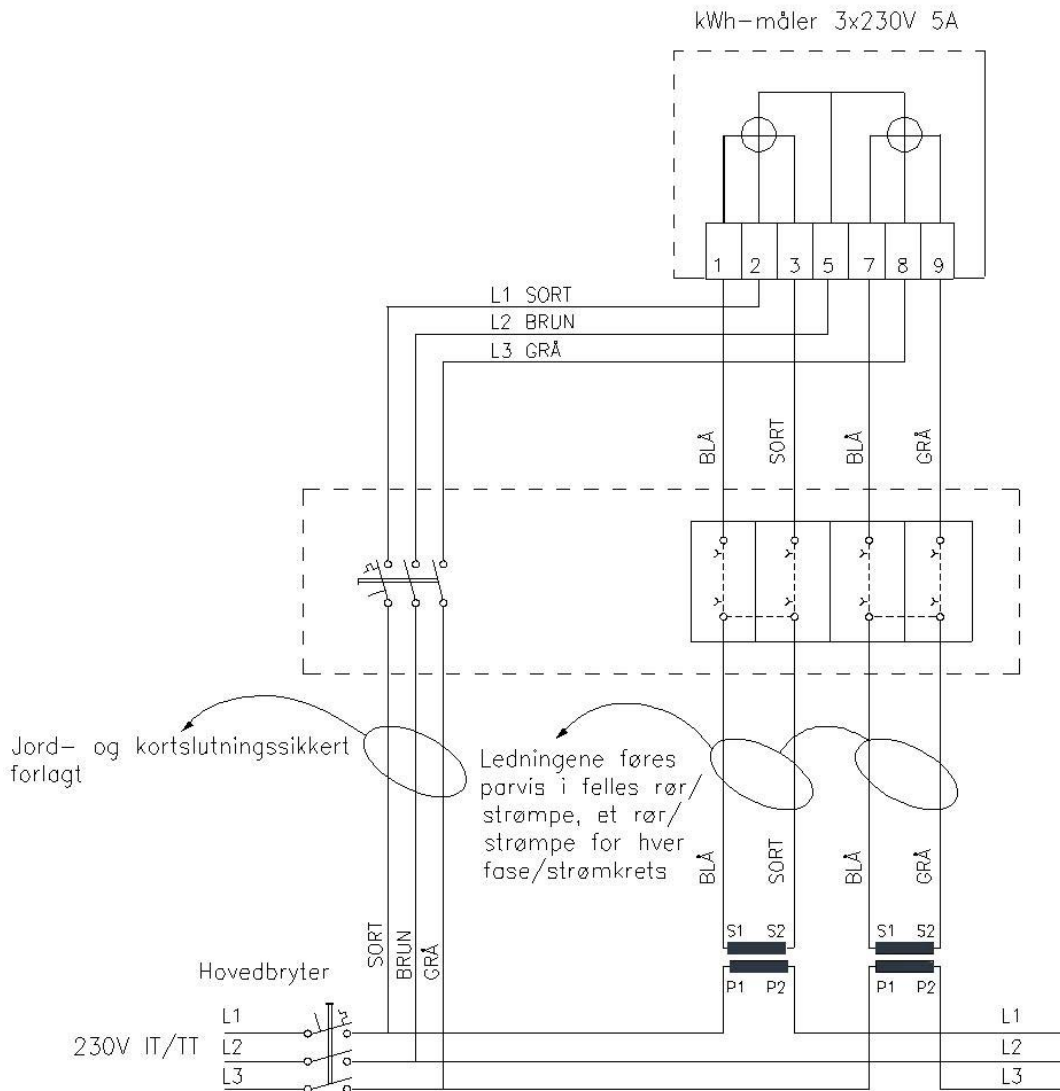 kWh-måler 3x230V 5A
1 2 3 5 7 8 9
L1 SORT
L2 BRUN
L3 GRÅ
BLÅ
SORT
BLÅ
GRÅ
Jord- og kortslutningssikkert
forlagt
Ledningene føres
parvis i felles rør/
strømpe, et rør/
strømpe for hver
fase/strømkrets
BLÅ
SORT
BLÅ
GRÅ
S1 S2
S1 S2
SORT
BRUN
GRÅ
P1 P2
P1 P2
Hovedbryter
230V IT/TT
L1
L2
L3
L1
L2
L3